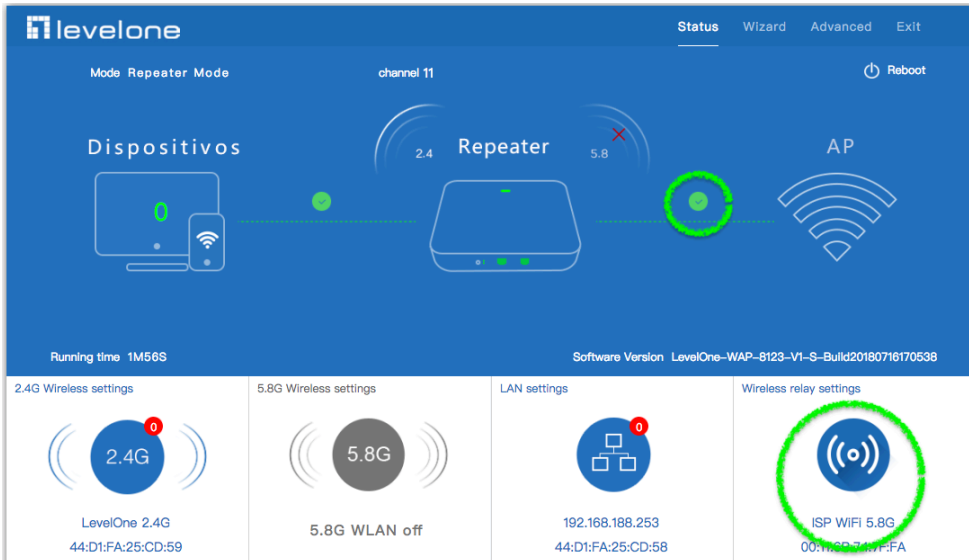 levelone
Status Wizard Advanced Exit
Mode Repeater Mode channel 11 Reboot
Dispositivos 2.4 Repeater 5.8 AP
0
Running time 1M56S Software Version LevelOne-WAP-8123-V1-S-Build20180716170538
2.4G Wireless settings 5.8G Wireless settings LAN settings Wireless relay settings
0 0
2.4G 5.8G
LevelOne 2.4G 5.8G WLAN off 192.168.188.253 ISP WiFi 5.8G
44:D1:FA:25:CD:59 44:D1:FA:25:CD:58